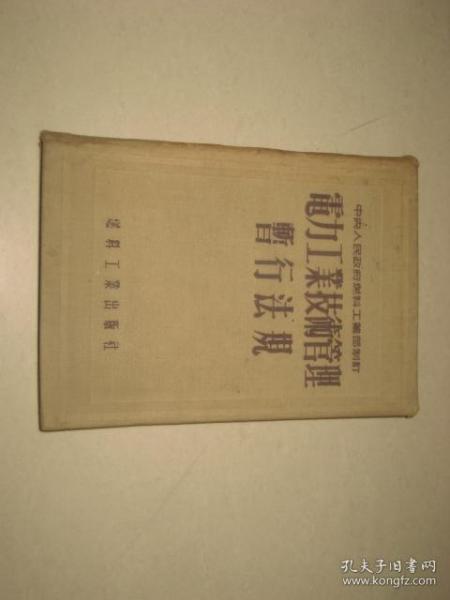 中央人民政府燃料工業部制訂
電力工業技術管理
暫行法規
燃料工業出版社
孔夫子旧书网
www.kongfz.com